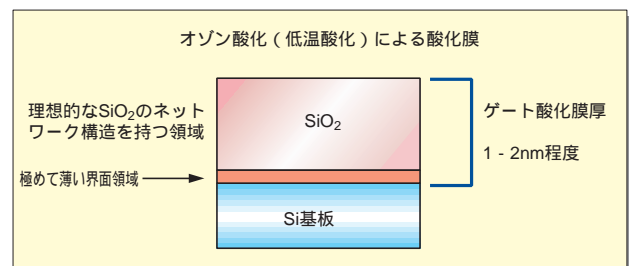 オゾン酸化（低温酸化）による酸化膜
理想的なSiO2のネット
ワーク構造を持つ領域
SiO2
ゲート酸化膜厚
1 - 2nm程度
極めて薄い界面領域
Si基板